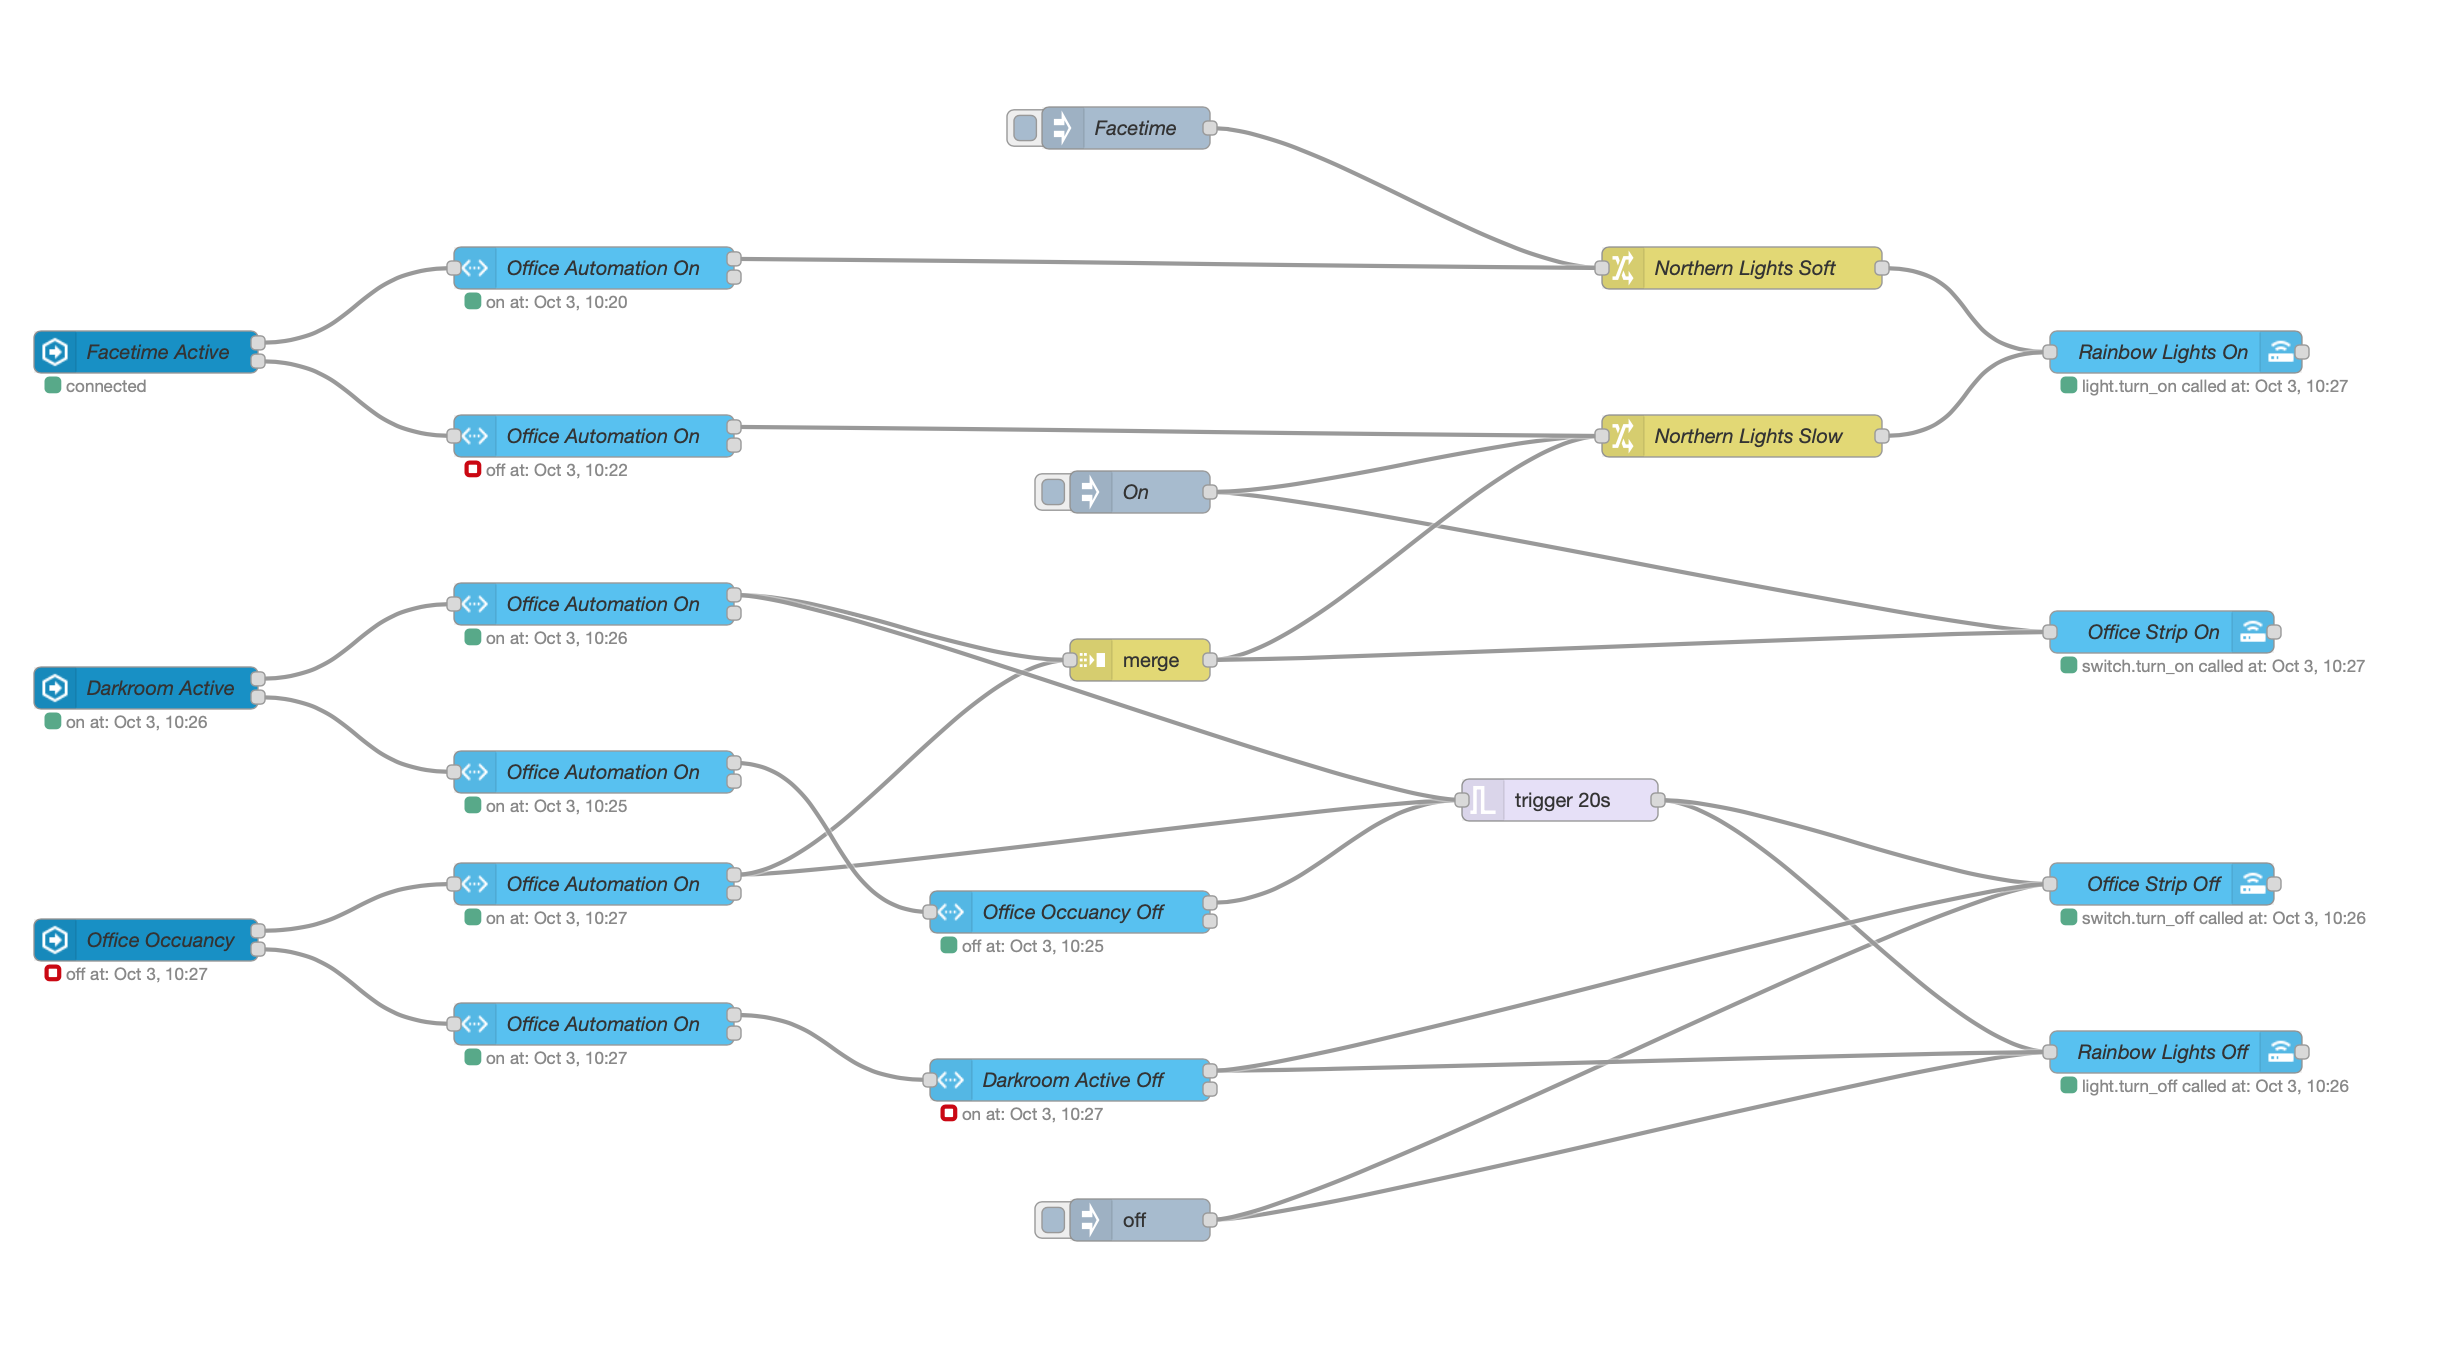 Facetime
Office Automation On
on at: Oct 3, 10:20
Northern Lights Soft
Facetime Active
connected
Rainbow Lights On
light.turn_on called at: Oct 3, 10:27
Office Automation On
off at: Oct 3, 10:22
Northern Lights Slow
On
Office Automation On
on at: Oct 3, 10:26
Office Strip On
switch.turn_on called at: Oct 3, 10:27
merge
Darkroom Active
on at: Oct 3, 10:26
Office Automation On
on at: Oct 3, 10:25
trigger 20s
Office Automation On
on at: Oct 3, 10:27
Office Strip Off
switch.turn_off called at: Oct 3, 10:26
Office Occuancy Off
off at: Oct 3, 10:25
Office Occuancy
off at: Oct 3, 10:27
Office Automation On
on at: Oct 3, 10:27
Rainbow Lights Off
light.turn_off called at: Oct 3, 10:26
Darkroom Active Off
on at: Oct 3, 10:27
off